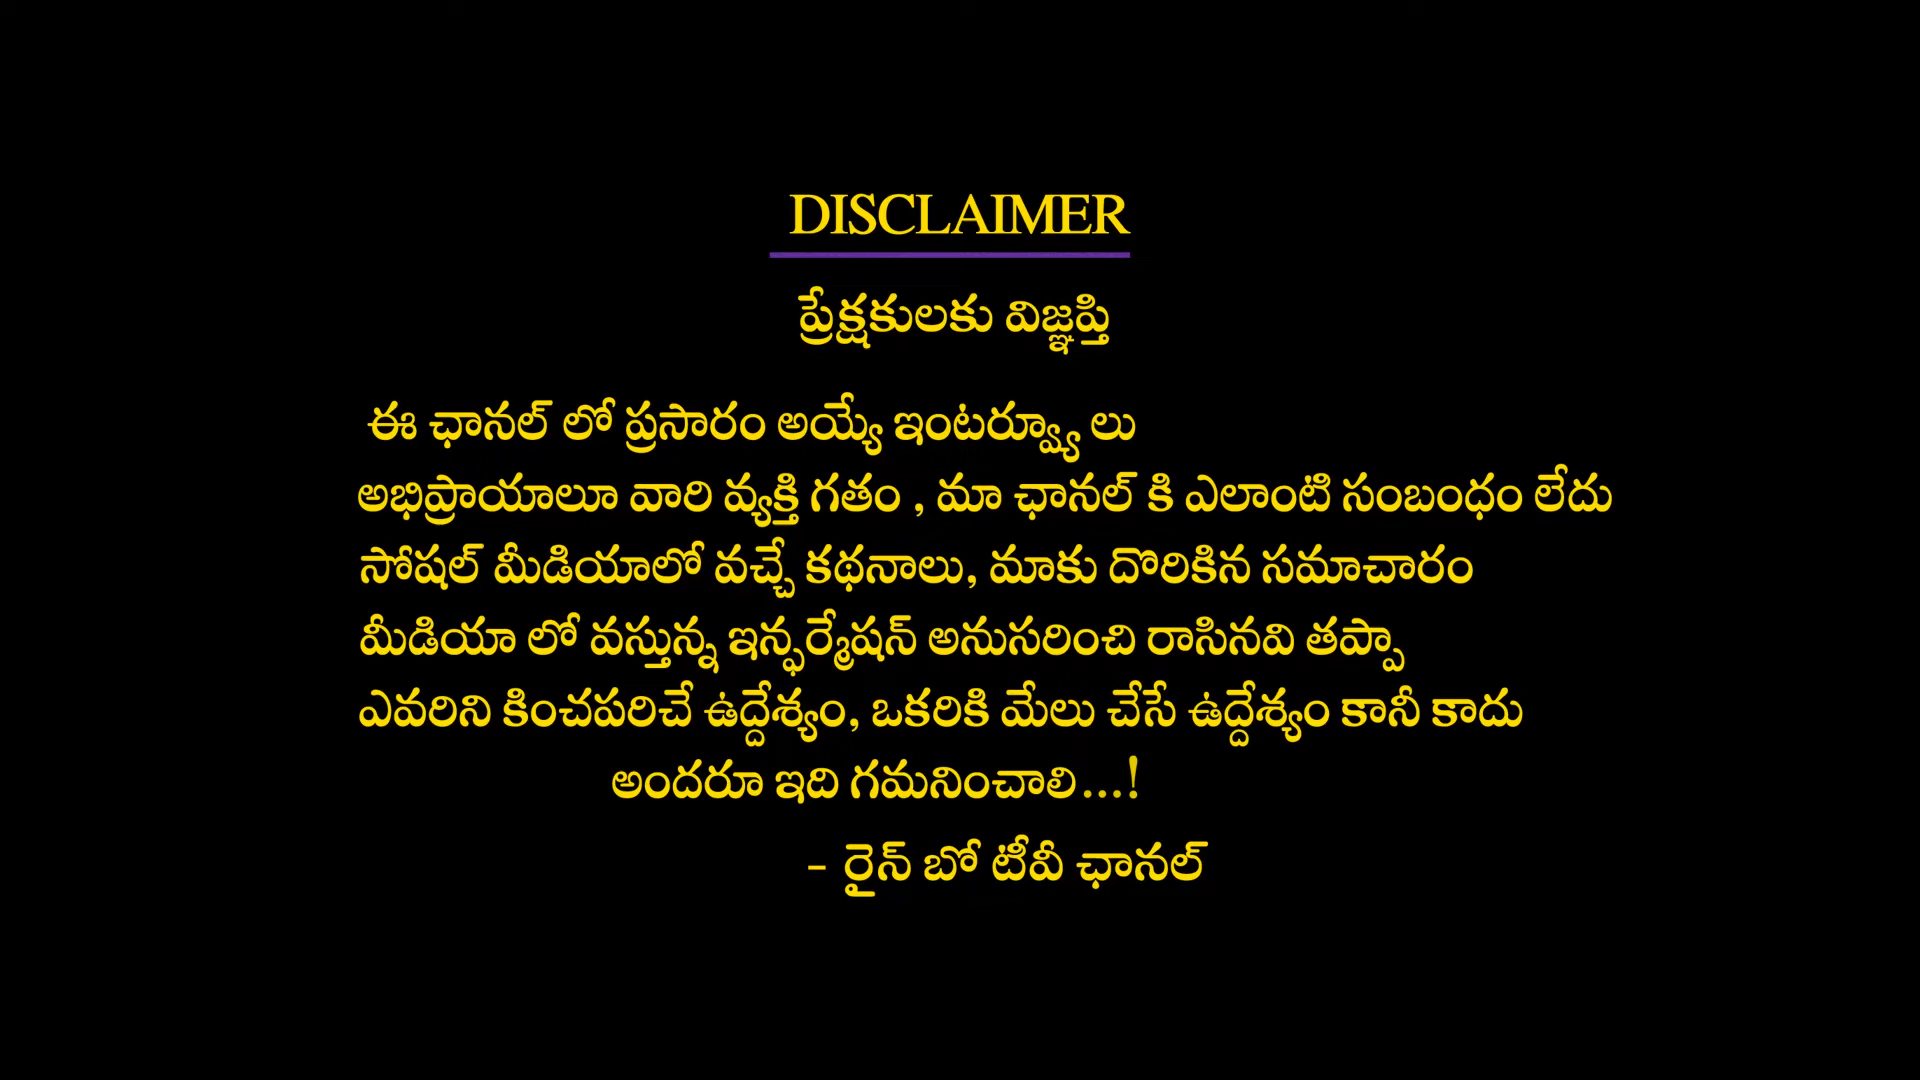 DISCLAIMER
ప్రేక్షకులకు విజ్ఞప్తి
ఈ ఛానల్ లో ప్రసారం అయ్యే ఇంటర్వ్యూ లు
అభిప్రాయాలూ వారి వ్యక్తి గతం , మా ఛానల్ కి ఎలాంటి సంబంధం లేదు
సోషల్ మీడియాలో వచ్చే కథనాలు, మాకు దొరికిన సమాచారం
మీడియా లో వస్తున్న ఇన్ఫర్మేషన్ అనుసరించి రాసినవి తప్పా
ఎవరిని కించపరిచే ఉద్దేశ్యం, ఒకరికి మేలు చేసే ఉద్దేశ్యం కానీ కాదు
అందరూ ఇది గమనించాలి...!
- రైన్ బో టీవీ ఛానల్